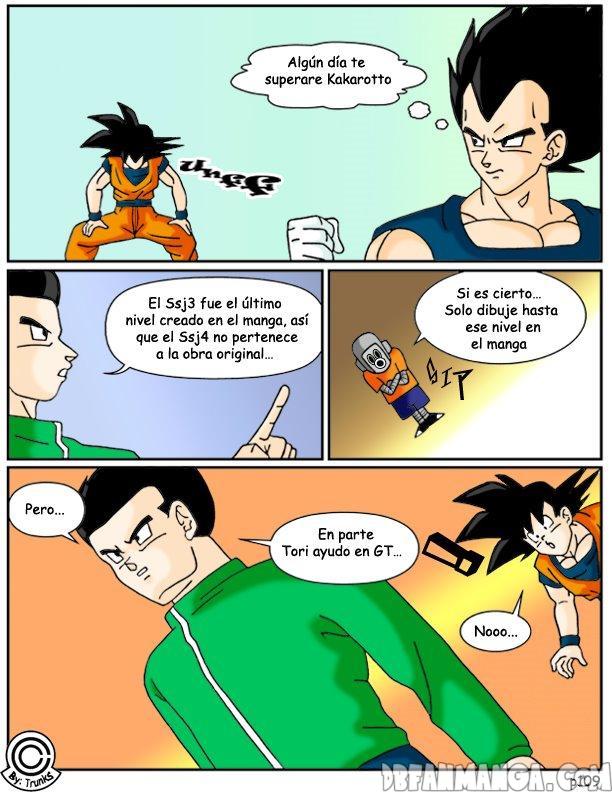 Algún día te
superare Kakarotto
El Ssj3 fue el último
nivel creado en el manga, así
que el Ssj4 no pertenece
a la obra original...
Si es cierto...
Solo dibuje hasta
ese nivel en
el manga
SIP
Pero...
En parte
Tori ayudo en GT...
Nooo...
By: Trunks
DBFANMANGA.COM